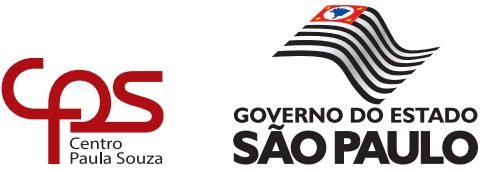 cps
Centro
Paula Souza
GOVERNO DO ESTADO
SÃO PAULO